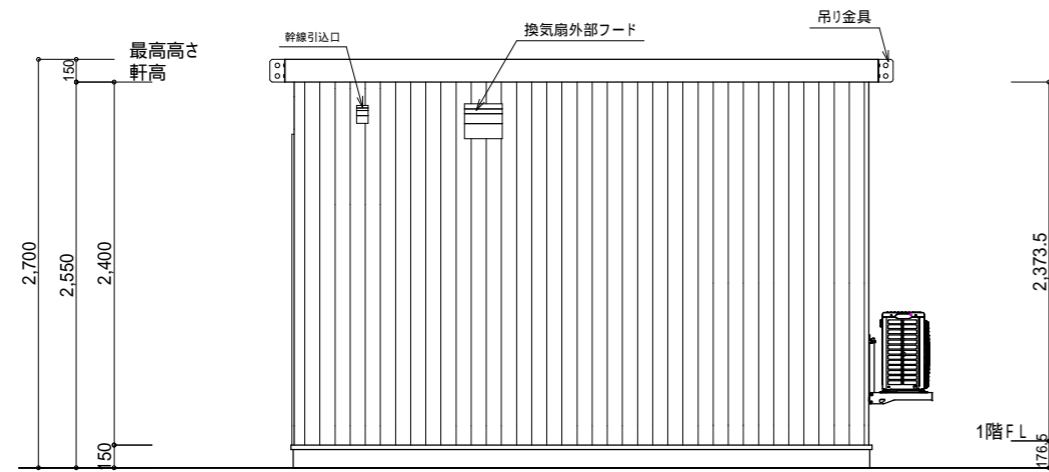 吊り金具
換気扇外部フード
幹線引込口
最高高さ
軒高
150
2,700
2,550
2,400
150
2,373.5
1階FL
176.5